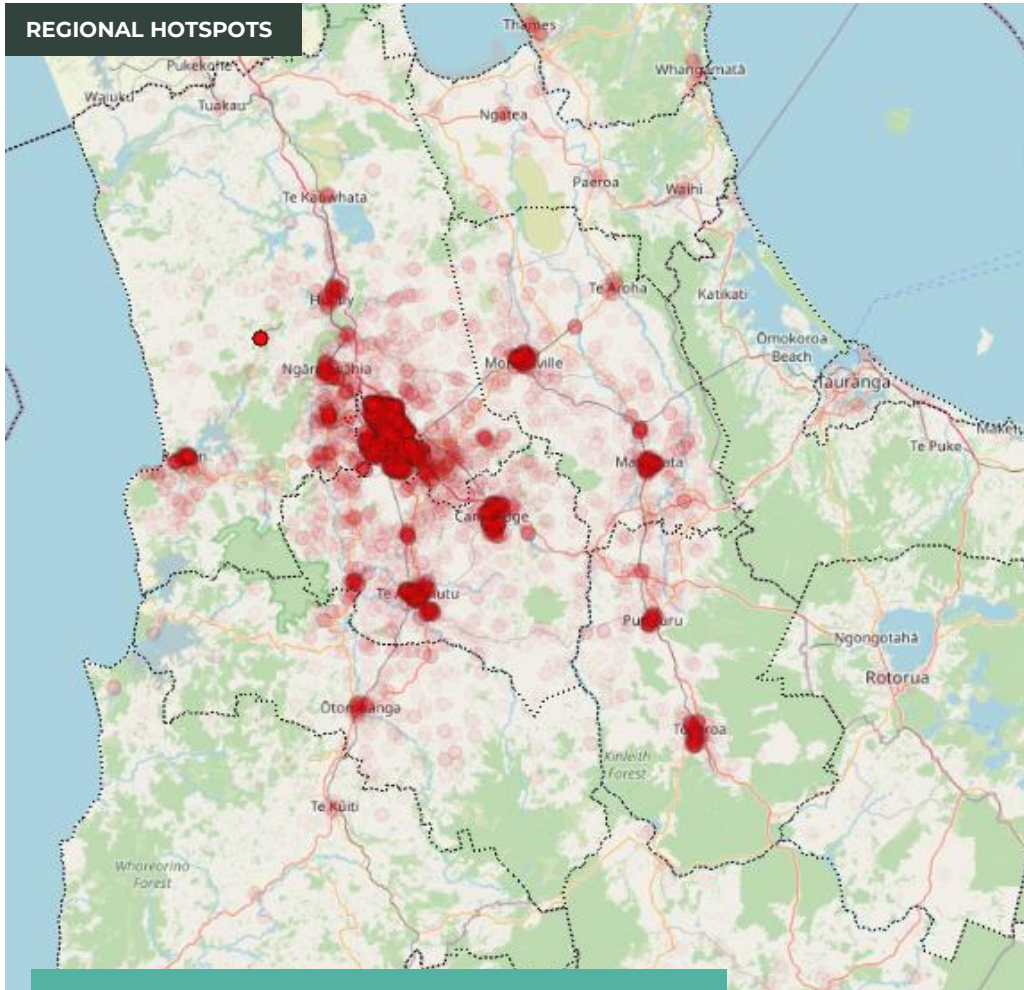 REGIONAL HOTSPOTS
Thames
Pukekohe
Whangamatā
Waiuku
Tuakau
Ngatea
Paeroa
Waihi
Te Kauwhata
Te Aroha
Katikati
Ōmokoroa
Beach
Tauranga
Te Puke
Ngongotahā
Rotorua
Kinleith
Forest
Te Kūiti
Whareorino
Forest